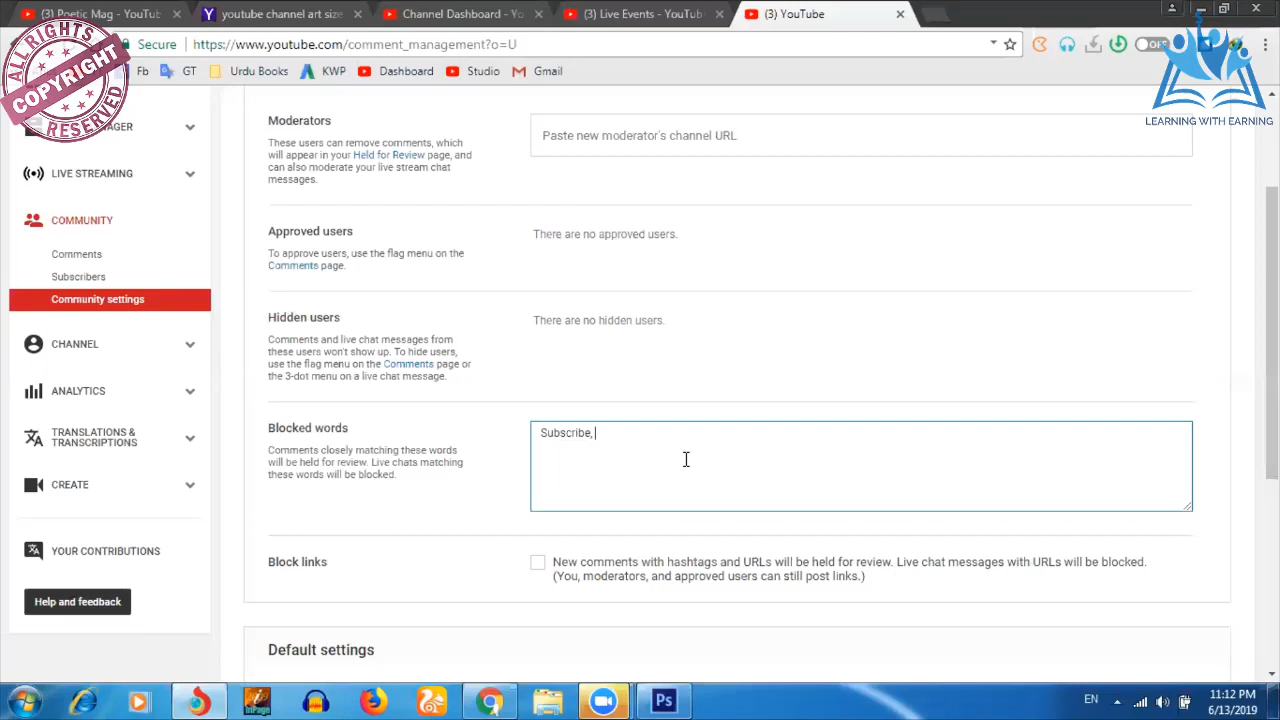 (3) Poetic Mag - YouTu
youtube channel art size
Channel Dashboard - Yo
(3) Live Events - YouTub
(3) YouTube
Secure
https://www.youtube.com/comment_management?o=U
OFF
Fb
GT
Urdu Books
KWP
Dashboard
Studio
Gmail
ALL RIGHTS
COPYRIGHT
RESERVED
LEARNING WITH EARNING
AGER
LIVE STREAMING
COMMUNITY
Comments
Subscribers
Community settings
CHANNEL
ANALYTICS
TRANSLATIONS &
TRANSCRIPTIONS
CREATE
YOUR CONTRIBUTIONS
Help and feedback
Moderators
These users can remove comments, which
will appear in your Held for Review page, and
can also moderate your live stream chat
messages.
Paste new moderator's channel URL
Approved users
To approve users, use the flag menu on the
Comments page.
There are no approved users.
Hidden users
Comments and live chat messages from
these users won't show up. To hide users,
use the flag menu on the Comments page or
the 3-dot menu on a live chat message.
There are no hidden users.
Blocked words
Comments closely matching these words
will be held for review. Live chats matching
these words will be blocked.
Subscribe,
Block links
New comments with hashtags and URLs will be held for review. Live chat messages with URLs will be blocked.
(You, moderators, and approved users can still post links.)
Default settings
InPage
Ps
EN
11:12 PM
6/13/2019